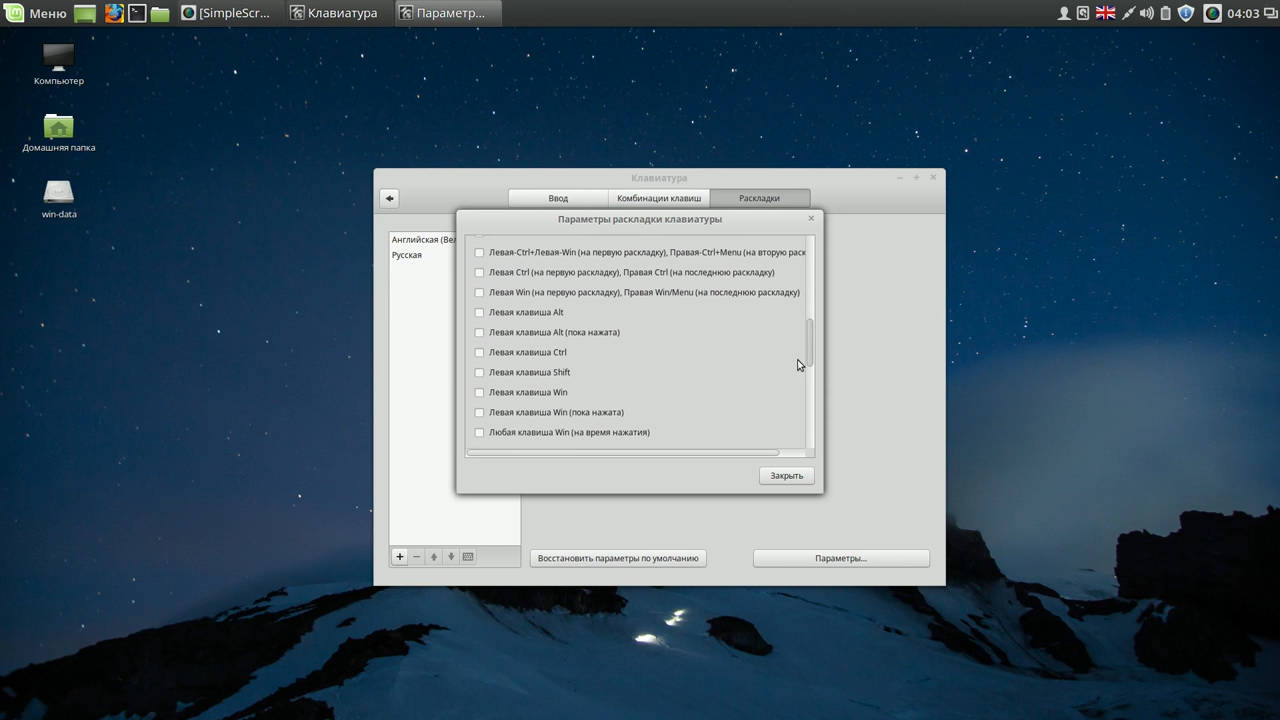 Меню
[SimpleScr...
Клавиатура
Параметр...
04:03
Компьютер
Домашняя папка
win-data
Клавиатура
Ввод
Комбинации клавиш
Раскладки
Английская (Вел
Русская
Параметры раскладки клавиатуры
Левая-Ctrl+Левая-Win (на первую раскладку), Правая-Ctrl+Menu (на вторую раск
Левая Ctrl (на первую раскладку), Правая Ctrl (на последнюю раскладку)
Левая Win (на первую раскладку), Правая Win/Menu (на последнюю раскладку)
Левая клавиша Alt
Левая клавиша Alt (пока нажата)
Левая клавиша Ctrl
Левая клавиша Shift
Левая клавиша Win
Левая клавиша Win (пока нажата)
Любая клавиша Win (на время нажатия)
Закрыть
Восстановить параметры по умолчанию
Параметры...